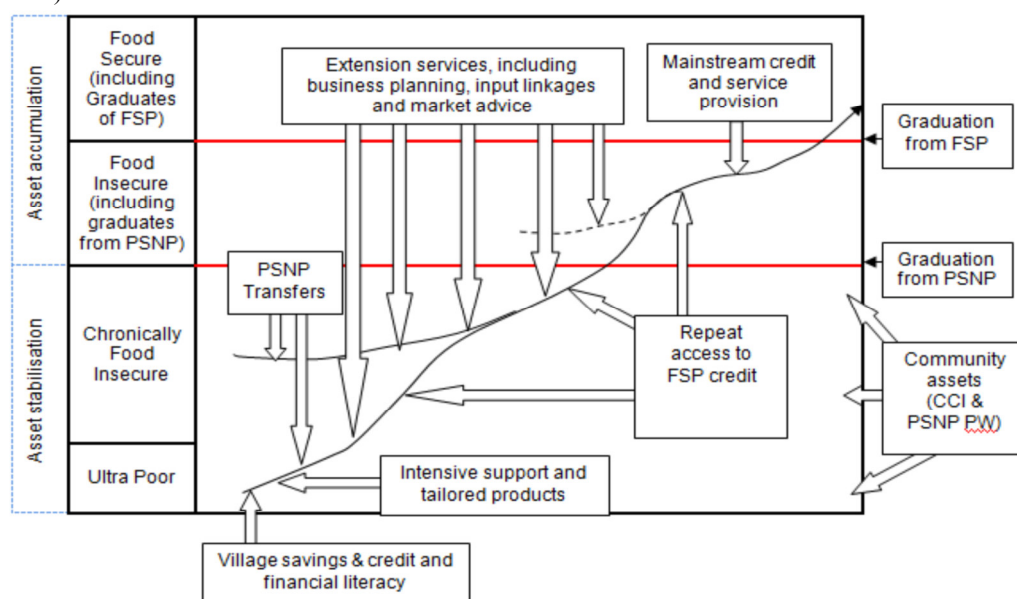 Asset accumulation
Asset stabilisation
Food
Secure
(including
Graduates
of FSP)
Food
Insecure
(including
graduates
from PSNP)
Chronically
Food
Insecure
Ultra Poor
Extension services, including
business planning, input linkages
and market advice
Mainstream credit
and service
provision
Graduation
from FSP
PSNP
Transfers
Graduation
from PSNP
Repeat
access to
FSP credit
Community
assets
(CCI &
PSNP PW)
Intensive support and
tailored products
Village savings & credit and
financial literacy